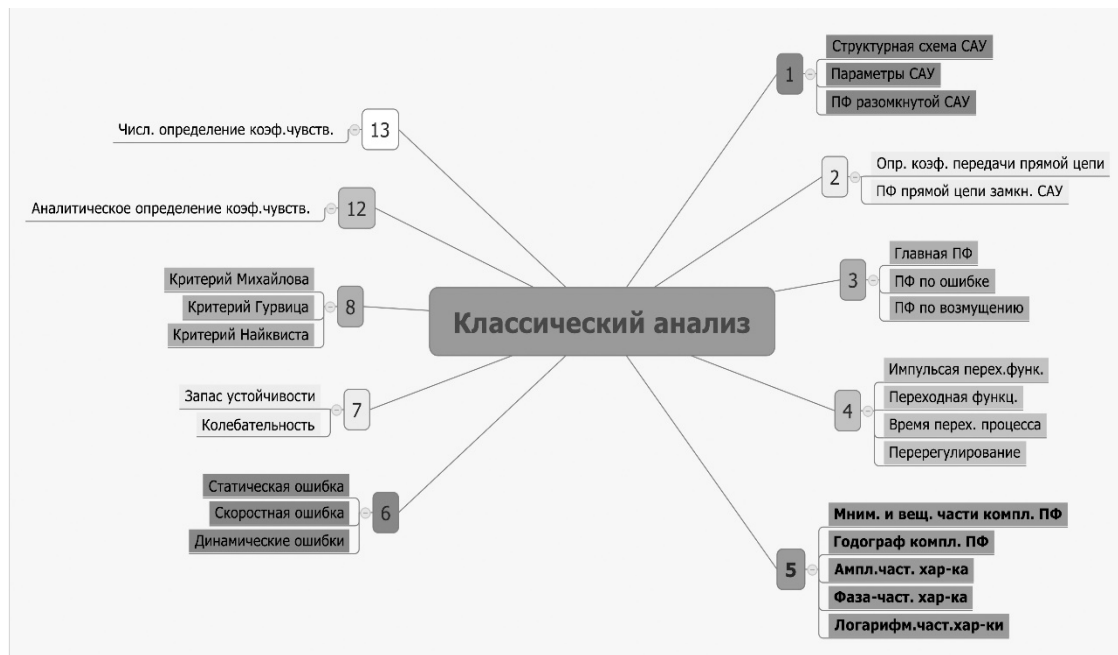 Классический анализ
1
Структурная схема САУ
Параметры САУ
ПФ разомкнутой САУ
2
Опр. коэф. передачи прямой цепи
ПФ прямой цепи замкн. САУ
3
Главная ПФ
ПФ по ошибке
ПФ по возмущению
4
Импульсая перех.функ.
Переходная функц.
Время перех. процесса
Перерегулирование
5
Мним. и вещ. части компл. ПФ
Годограф компл. ПФ
Ампл.част. хар-ка
Фаза-част. хар-ка
Логарифм.част.хар-ки
6
Статическая ошибка
Скоростная ошибка
Динамические ошибки
7
Запас устойчивости
Колебательность
8
Критерий Михайлова
Критерий Гурвица
Критерий Найквиста
12
Аналитическое определение коэф.чувств.
13
Числ. определение коэф.чувств.